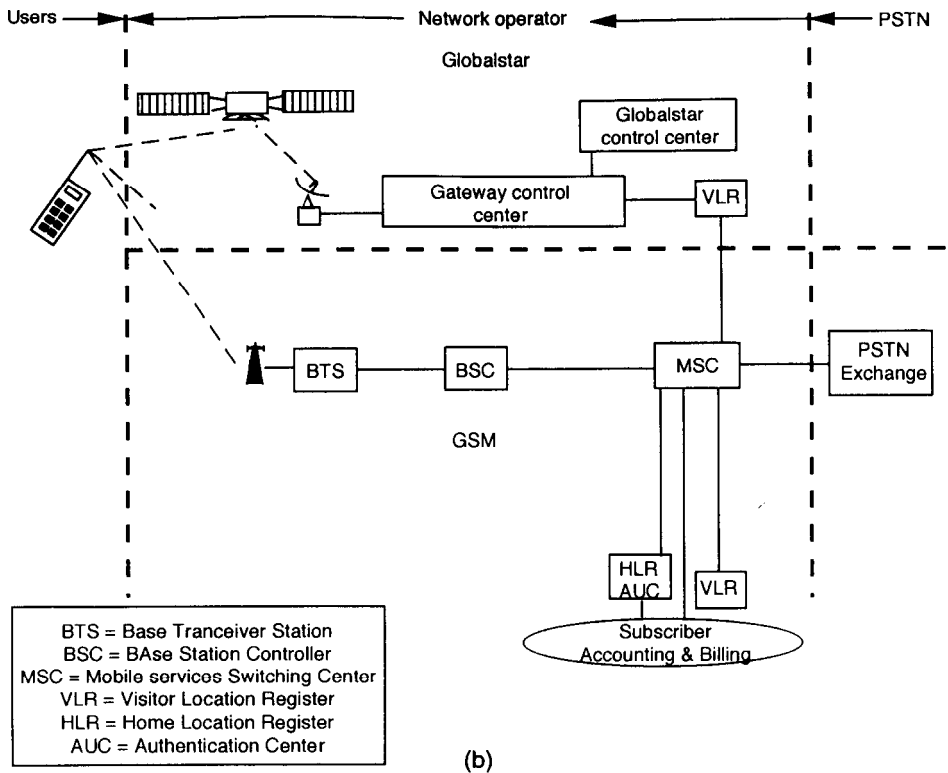 Users
Network operator
PSTN
Globalstar
Globalstar
control center
Gateway control
center
VLR
BTS
BSC
MSC
PSTN
Exchange
GSM
HLR
AUC
VLR
Subscriber
Accounting & Billing
BTS = Base Tranceiver Station
BSC = BAse Station Controller
MSC = Mobile services Switching Center
VLR = Visitor Location Register
HLR = Home Location Register
AUC = Authentication Center
(b)